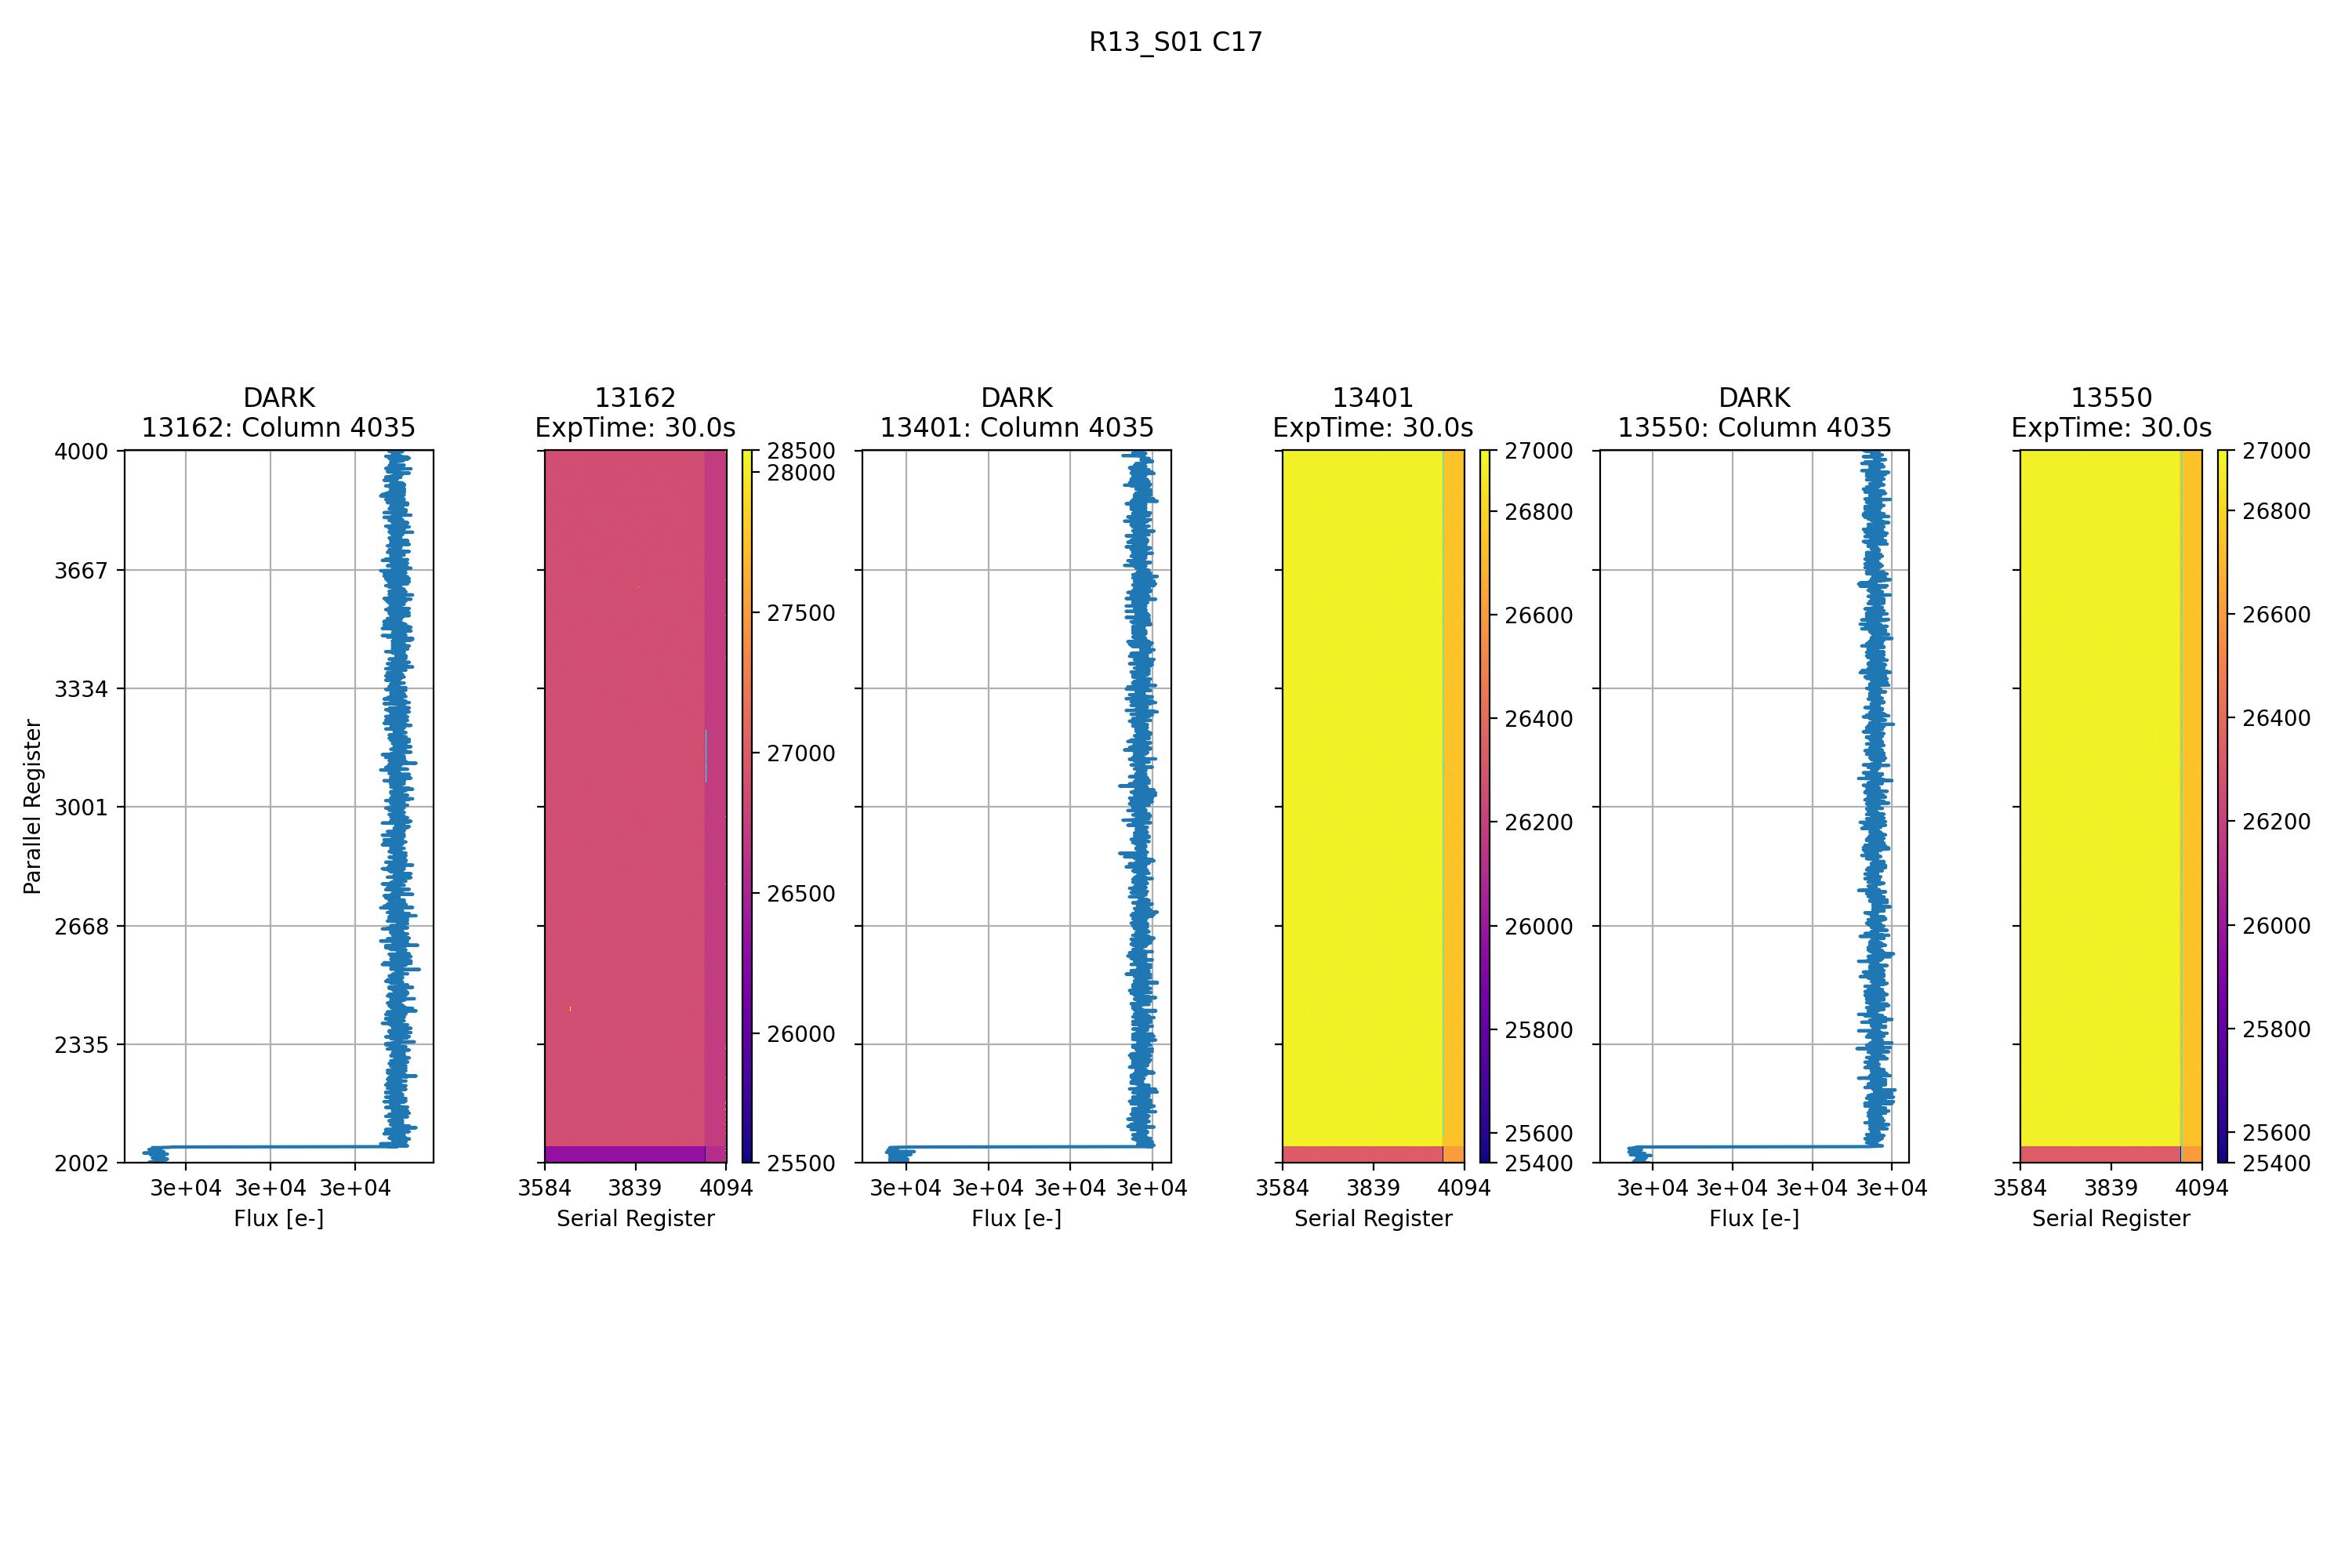 R13_S01 C17
DARK
13162: Column 4035
4000
3667
3334
3001
2668
2335
2002
Parallel Register
3e+04 3e+04 3e+04
Flux [e-]
13162
ExpTime: 30.0s
3584 3839 4094
Serial Register
28500
28000
27500
27000
26500
26000
25500
DARK
13401: Column 4035
3e+04 3e+04 3e+04 3e+04
Flux [e-]
13401
ExpTime: 30.0s
3584 3839 4094
Serial Register
27000
26800
26600
26400
26200
26000
25800
25600
25400
DARK
13550: Column 4035
3e+04 3e+04 3e+04 3e+04
Flux [e-]
13550
ExpTime: 30.0s
3584 3839 4094
Serial Register
27000
26800
26600
26400
26200
26000
25800
25600
25400